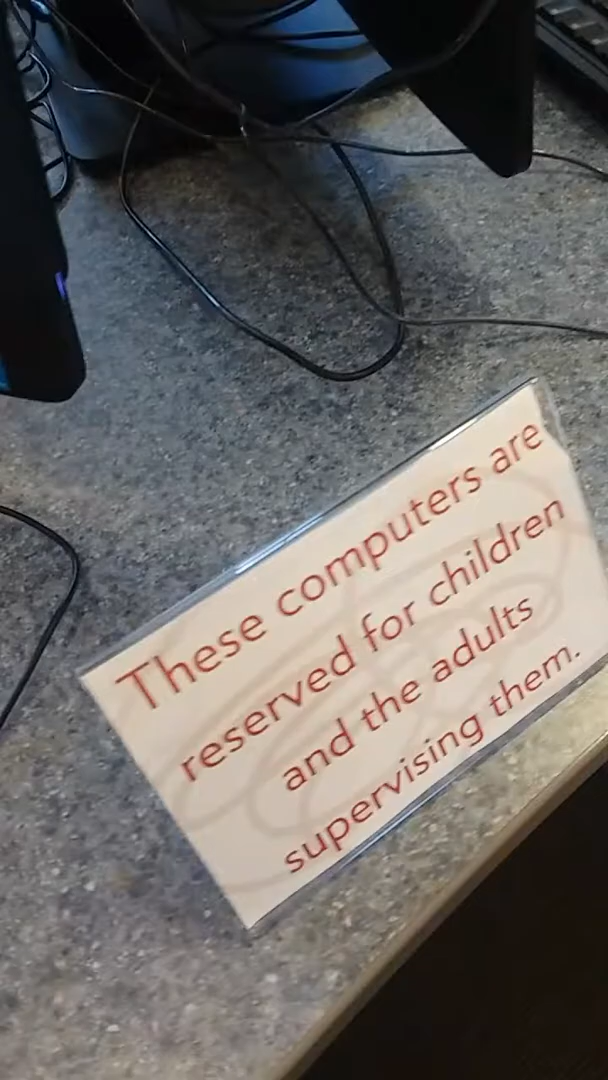 These computers are
reserved for children
and the adults
supervising them.